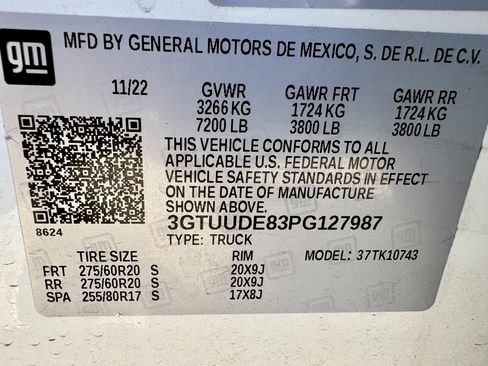 gm
MFD BY GENERAL MOTORS DE MEXICO, S. DE R.L. DE C.V.
11/22 GVWR GAWR FRT GAWR RR
3266 KG 1724 KG 1724 KG
7200 LB 3800 LB 3800 LB
THIS VEHICLE CONFORMS TO ALL
APPLICABLE U.S. FEDERAL MOTOR
VEHICLE SAFETY STANDARDS IN EFFECT
ON THE DATE OF MANUFACTURE
SHOWN ABOVE.
8624 3GTUUDE83PG127987
TYPE: TRUCK
TIRE SIZE RIM MODEL: 37TK10743
FRT 275/60R20 S 20X9J
RR 275/60R20 S 20X9J
SPA 255/80R17 S 17X8J